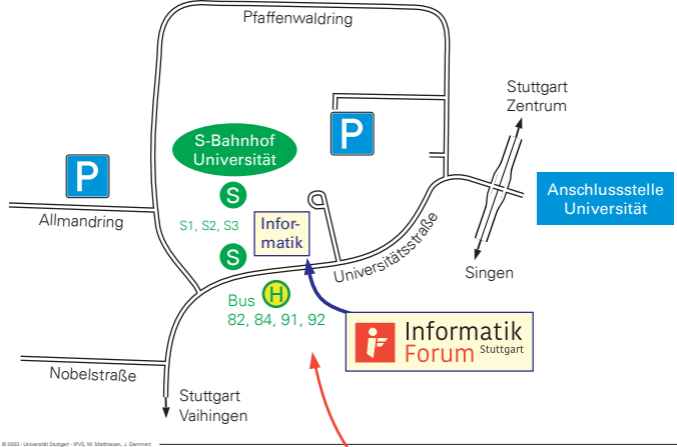 Pfaffenwaldring
Stuttgart
Zentrum
S-Bahnhof
Universität
P
P
Anschlussstelle
Universität
S
Allmandring
S1, S2, S3
Infor-
matik
Universitätsstraße
S
Singen
Bus H
82, 84, 91, 92
Informatik
Forum Stuttgart
Nobelstraße
Stuttgart
Vaihingen
© 2003 - Universität Stuttgart - IPVS, M. Matthiesen, J. Dammert